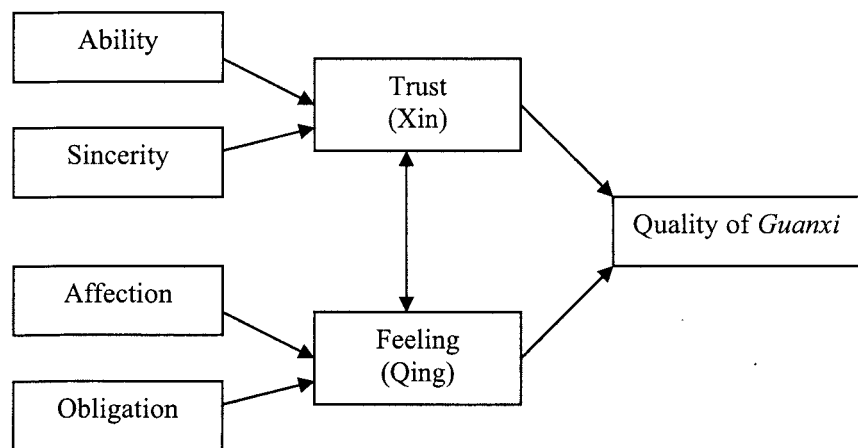 Ability
Sincerity
Trust
(Xin)
Quality of Guanxi
Affection
Obligation
Feeling
(Qing)